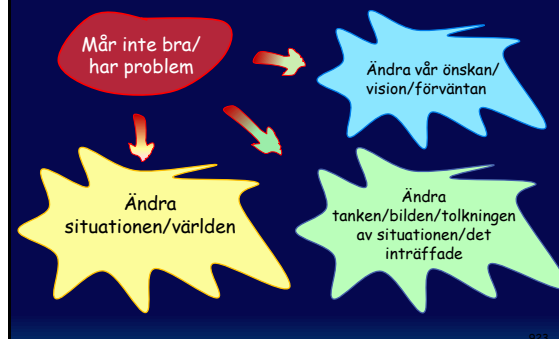 Mår inte bra/
har problem
Ändra vår önskan/
vision/förväntan
Ändra
situationen/världen
Ändra
tanken/bilden/tolkningen
av situationen/det
inträffade